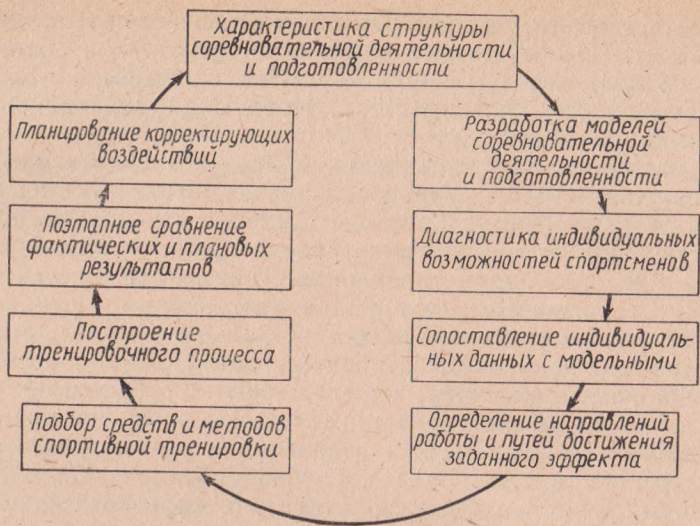 Характеристика структуры
соревновательной деятельности
и подготовленности
Разработка моделей
соревновательной
деятельности
и подготовленности
Диагностика индивидуальных
возможностей спортсменов
Сопоставление индивидуаль-
ных данных с модельными
Определение направлений
работы и путей достижения
заданного эффекта
Подбор средств и методов
спортивной тренировки
Построение
тренировочного процесса
Поэтапное сравнение
фактических и плановых
результатов
Планирование корректирующих
воздействий